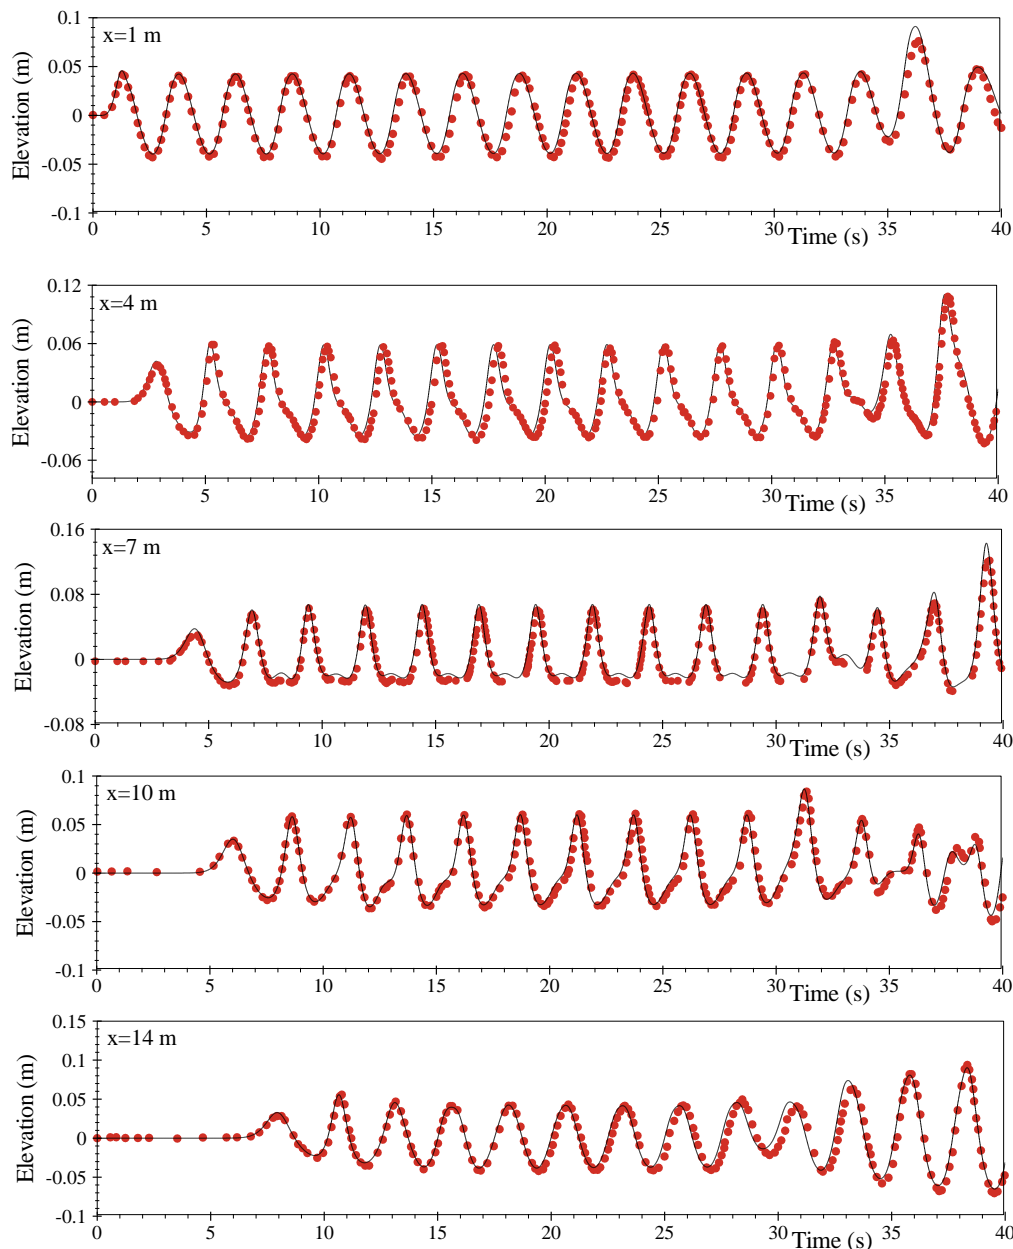 x=1 m
Elevation (m)
0.1
0.05
0
-0.05
-0.1
0 5 10 15 20 25 30 35 40
Time (s)
x=4 m
Elevation (m)
0.12
0.06
0
-0.06
0 5 10 15 20 25 30 35 40
Time (s)
x=7 m
Elevation (m)
0.16
0.08
0
-0.08
0 5 10 15 20 25 30 35 40
Time (s)
x=10 m
Elevation (m)
0.1
0.05
0
-0.05
-0.1
0 5 10 15 20 25 30 35 40
Time (s)
x=14 m
Elevation (m)
0.15
0.1
0.05
0
-0.05
-0.1
0 5 10 15 20 25 30 35 40
Time (s)